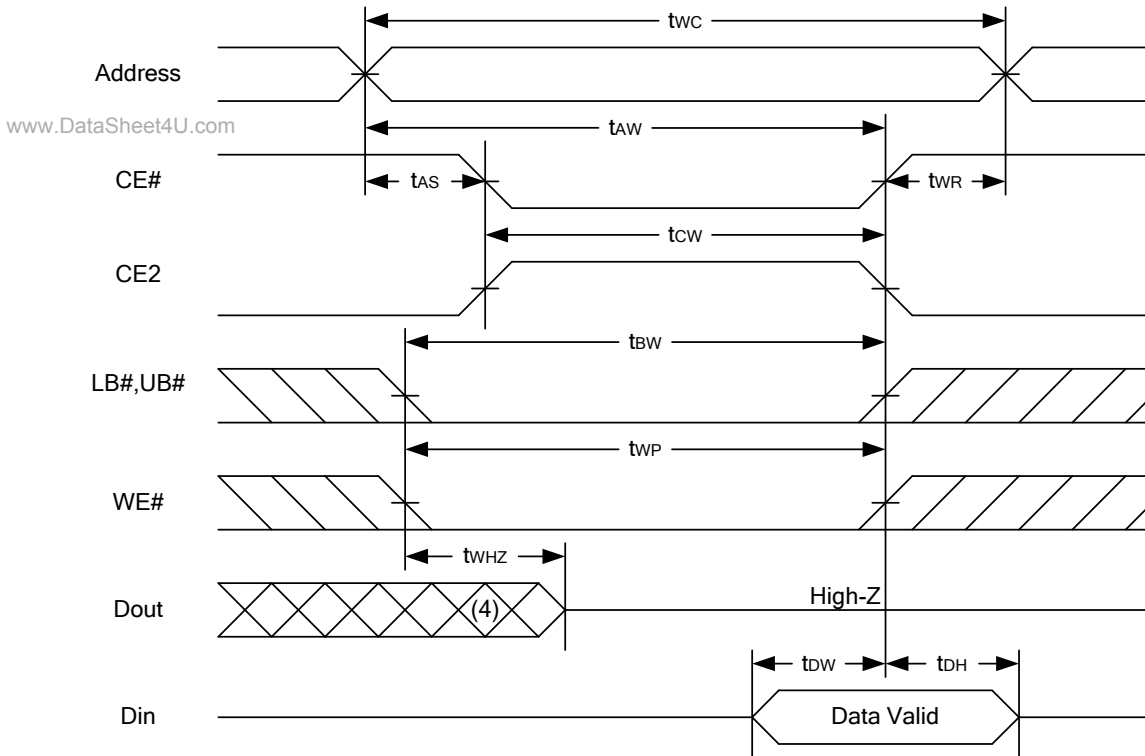 tWC
Address
www.DataSheet4U.com
tAW
CE#
tAS
tWR
tCW
CE2
tBW
LB#,UB#
tWP
WE#
tWHZ
Dout
(4)
High-Z
tDW
tDH
Din
Data Valid